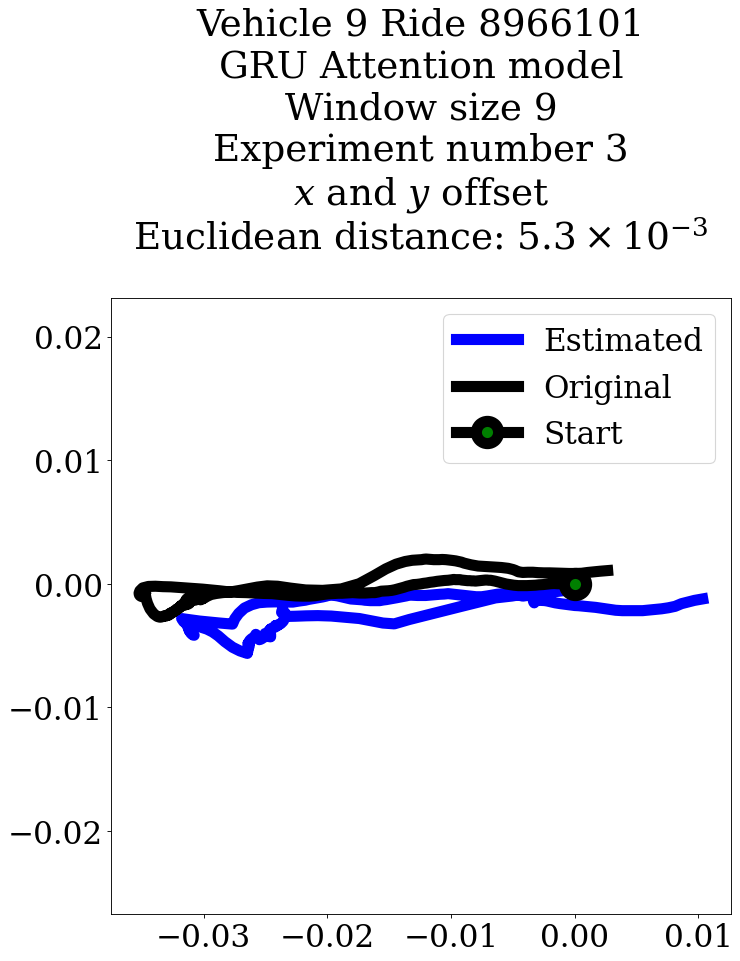 Vehicle 9 Ride 8966101
GRU Attention model
Window size 9
Experiment number 3
x and y offset
Euclidean distance: 5.3 × 10⁻³
Estimated
Original
Start
0.02
0.01
0.00
−0.01
−0.02
−0.03 −0.02 −0.01 0.00 0.01